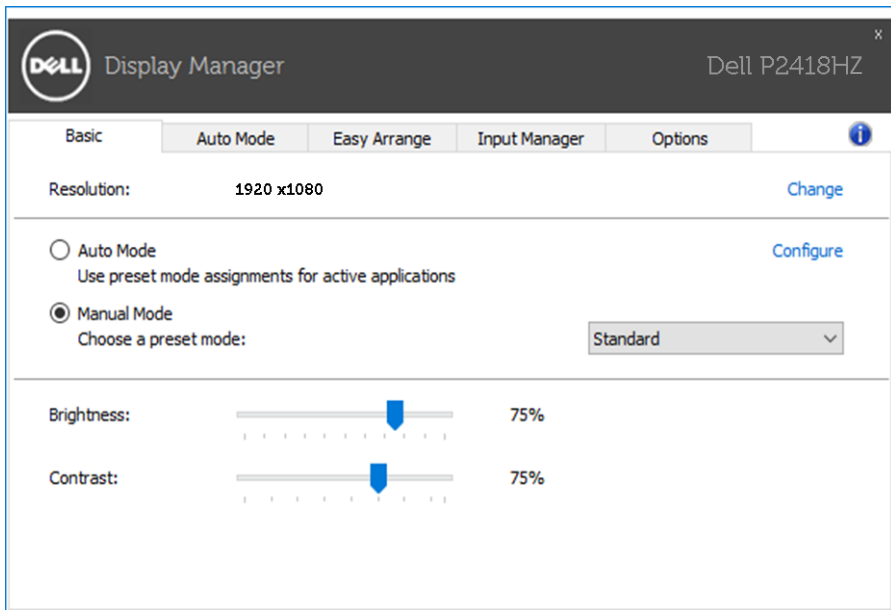 DELL Display Manager
Dell P2418HZ
x
Basic
Auto Mode
Easy Arrange
Input Manager
Options
i
Resolution:
1920 x1080
Change
Auto Mode
Configure
Use preset mode assignments for active applications
Manual Mode
Choose a preset mode:
Standard
Brightness:
75%
Contrast:
75%